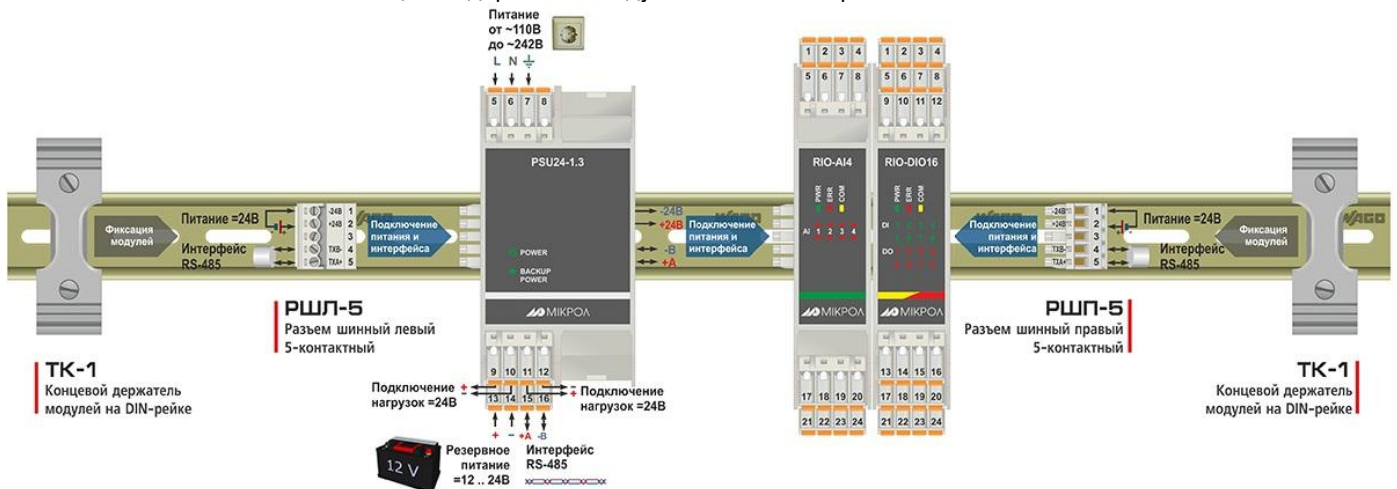 Питание
от ~110В
до ~242В
L N
5 6 7 8
PSU24-1.3
POWER
BACKUP
POWER
МІКРОЛ
9 10 11 12
13 14 15 16
+ − +A -B
Подключение + 
нагрузок =24В −
− Подключение
+ нагрузок =24В
12 V
Резервное
питание
=12 .. 24В
Интерфейс
RS-485
Фиксация
модулей
ТК-1
Концевой держатель
модулей на DIN-рейке
Питание =24В
Интерфейс
RS-485
-24В 1
+24В 2
3
TXB- 4
TXA+ 5
WAGO
Подключение
питания и
интерфейса
РШЛ-5
Разъем шинный левый
5-контактный
-24В
+24В
-B
+A
Подключение
питания и
интерфейса
WAGO
1 2 3 4
5 6 7 8
RIO-AI4
PWR ERR COM
AI 1 2 3 4
МІКРОЛ
17 18 19 20
21 22 23 24
1 2 3 4
5 6 7 8
9 10 11 12
RIO-DIO16
PWR ERR COM
DI
DO
МІКРОЛ
13 14 15 16
17 18 19 20
21 22 23 24
WAGO
Подключение
питания и
интерфейса
-24В 1
+24В 2
3
TXB- 4
TXA+ 5
Питание =24В
Интерфейс
RS-485
РШП-5
Разъем шинный правый
5-контактный
Фиксация
модулей
WAGO
ТК-1
Концевой держатель
модулей на DIN-рейке